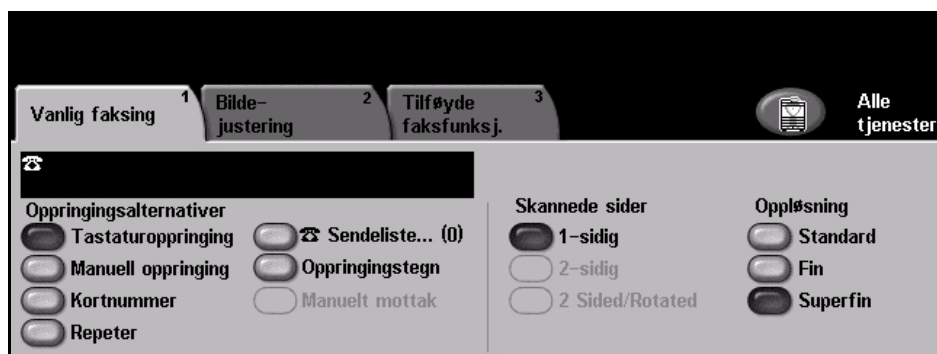 Vanlig faksing 1
Bilde-
justering 2
Tilføyde
faksfunksj. 3
Alle
tjenester
Oppringingsalternativer
Tastaturoppringing
Manuell oppringing
Kortnummer
Repeter
☎ Sendeliste... (0)
Oppringingstegn
Manuelt mottak
Skannede sider
1-sidig
2-sidig
2 Sided/Rotated
Oppløsning
Standard
Fin
Superfin